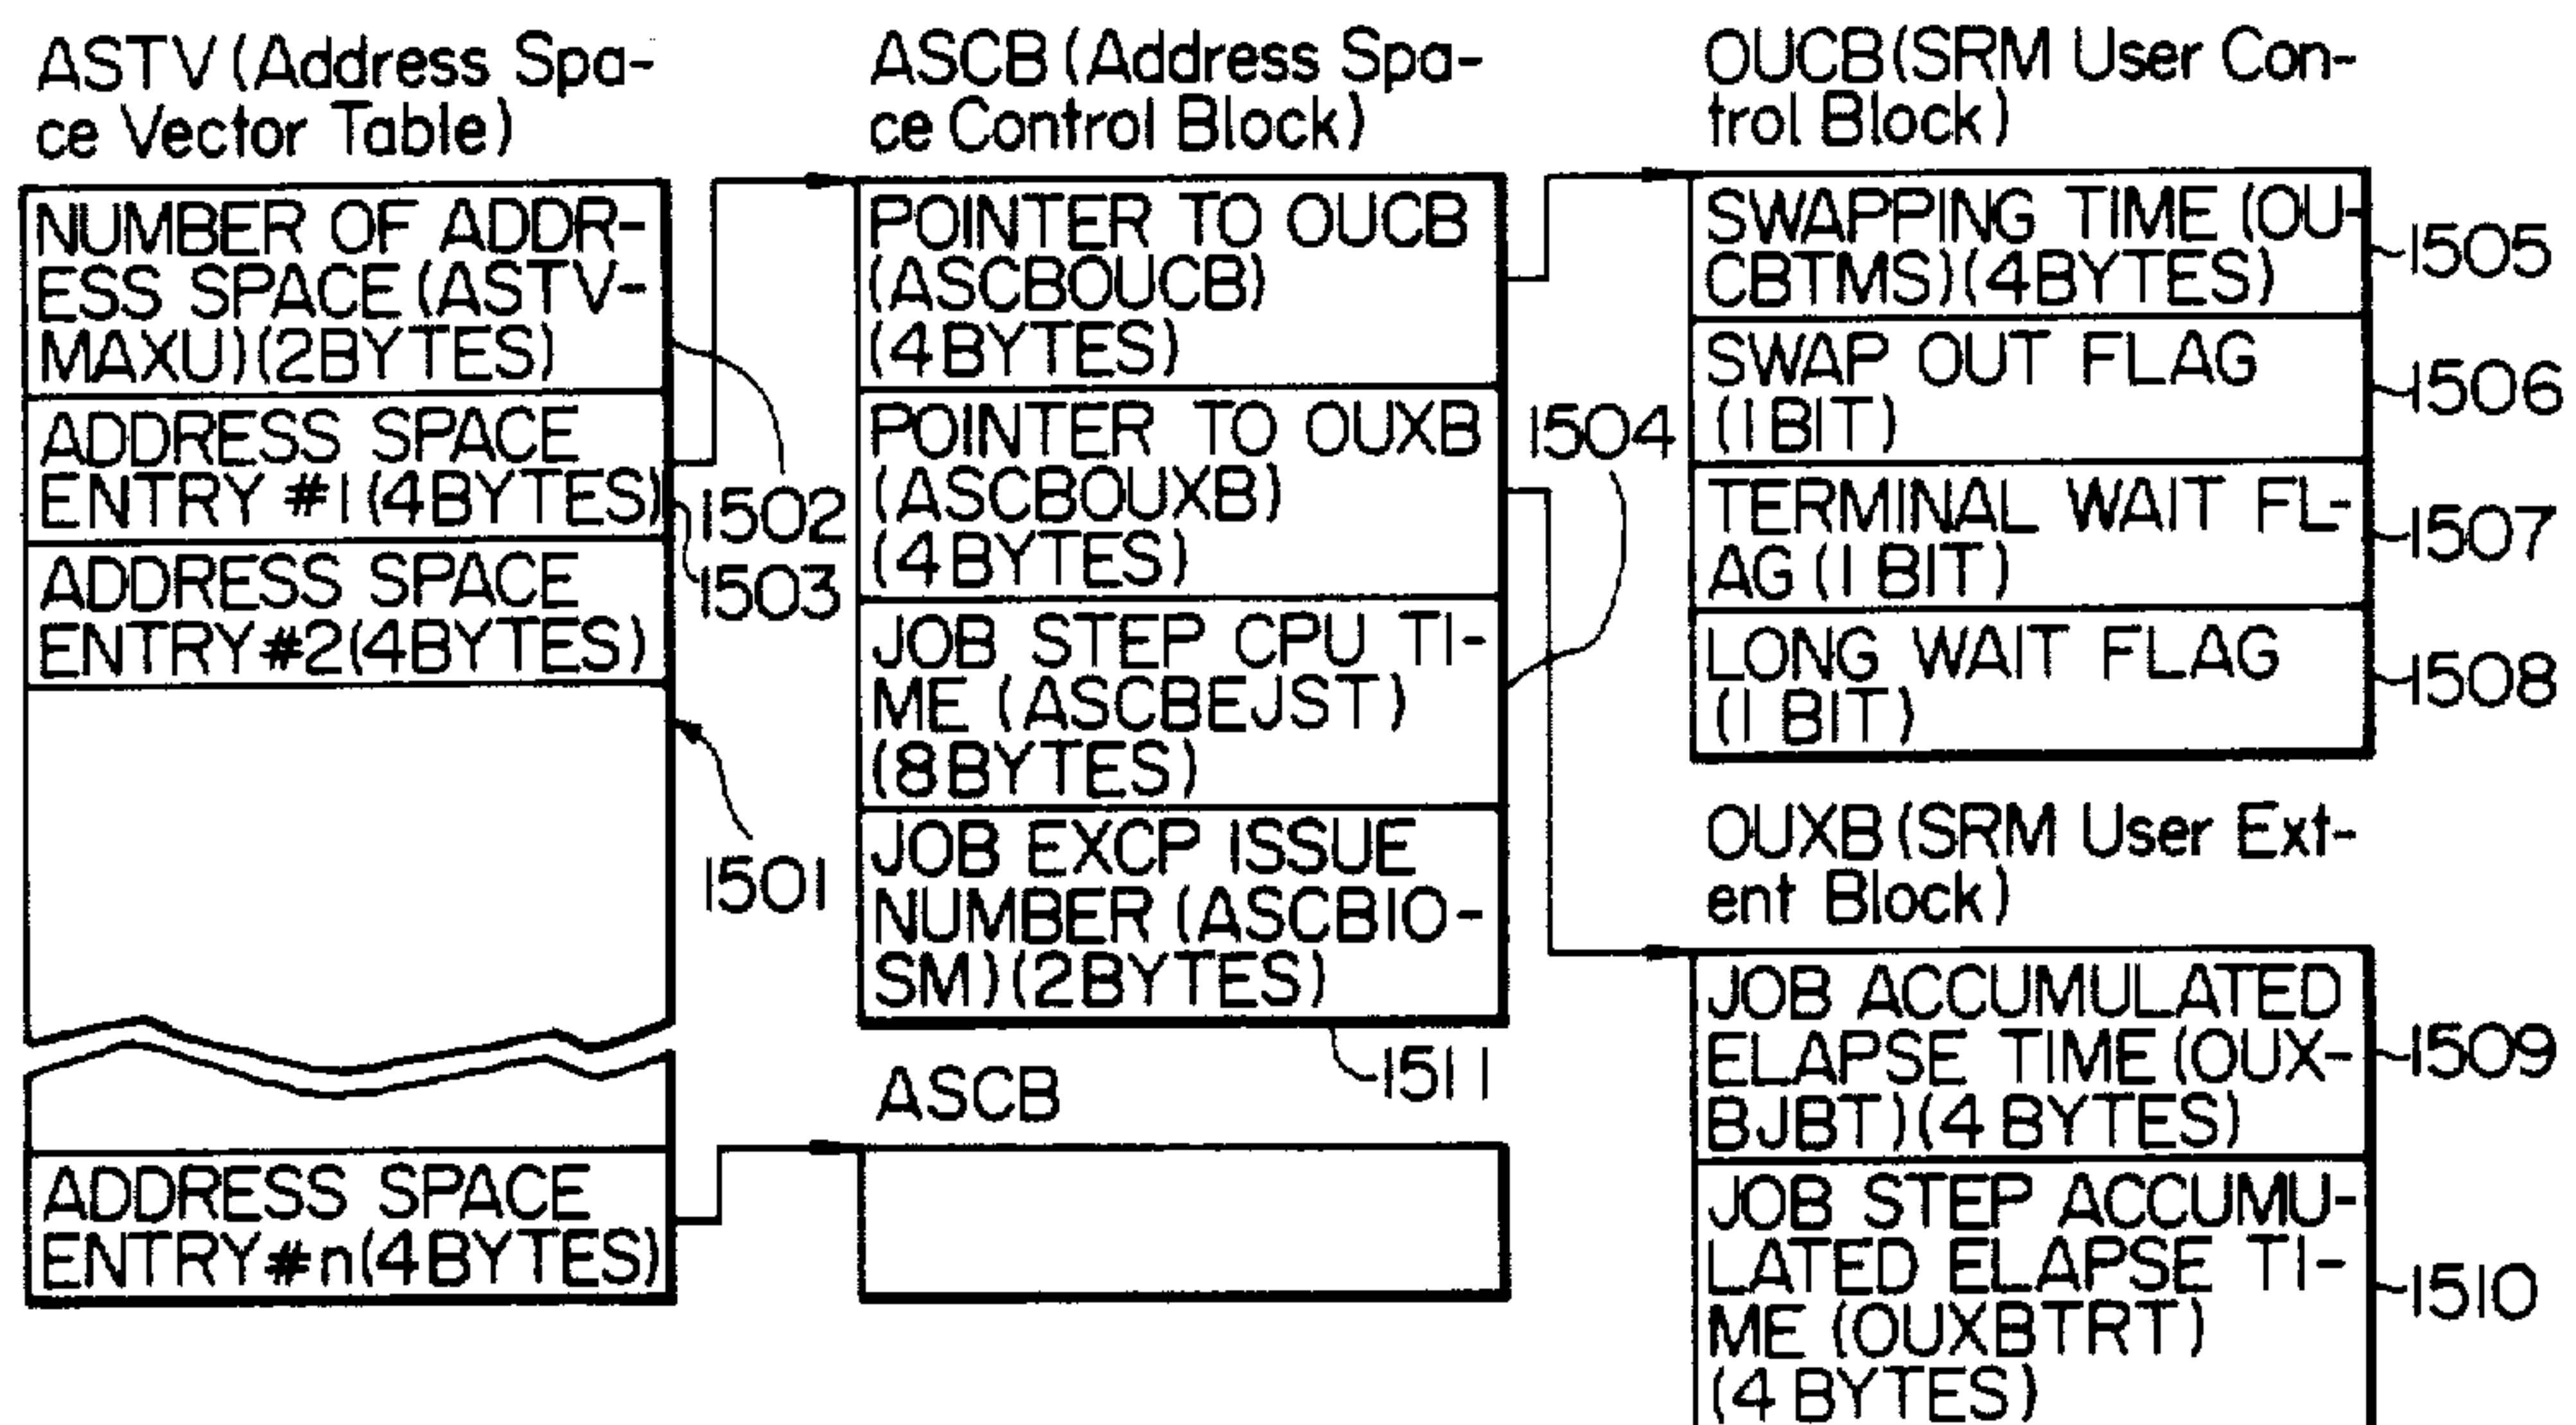 ASTV (Address Spa-
ce Vector Table)
NUMBER OF ADDR-
ESS SPACE (ASTV-
MAXU)(2BYTES)
ADDRESS SPACE
ENTRY #1(4BYTES)
ADDRESS SPACE
ENTRY#2(4BYTES)
ADDRESS SPACE
ENTRY#n(4BYTES)
1502
1503
1501
ASCB (Address Spa-
ce Control Block)
POINTER TO OUCB
(ASCBOUCB)
(4BYTES)
POINTER TO OUXB
(ASCBOUXB)
(4BYTES)
JOB STEP CPU TI-
ME (ASCBEJST)
(8BYTES)
JOB EXCP ISSUE
NUMBER (ASCBIO-
SM)(2BYTES)
1504
1511
ASCB
OUCB(SRM User Con-
trol Block)
SWAPPING TIME (OU-
CBTMS)(4BYTES)
1505
SWAP OUT FLAG
(1BIT)
1506
TERMINAL WAIT FL-
AG (1 BIT)
1507
LONG WAIT FLAG
(1 BIT)
1508
OUXB (SRM User Ext-
ent Block)
JOB ACCUMULATED
ELAPSE TIME (OUX-
BJBT)(4 BYTES)
1509
JOB STEP ACCUMU-
LATED ELAPSE TI-
ME (OUXBTRT)
(4 BYTES)
1510